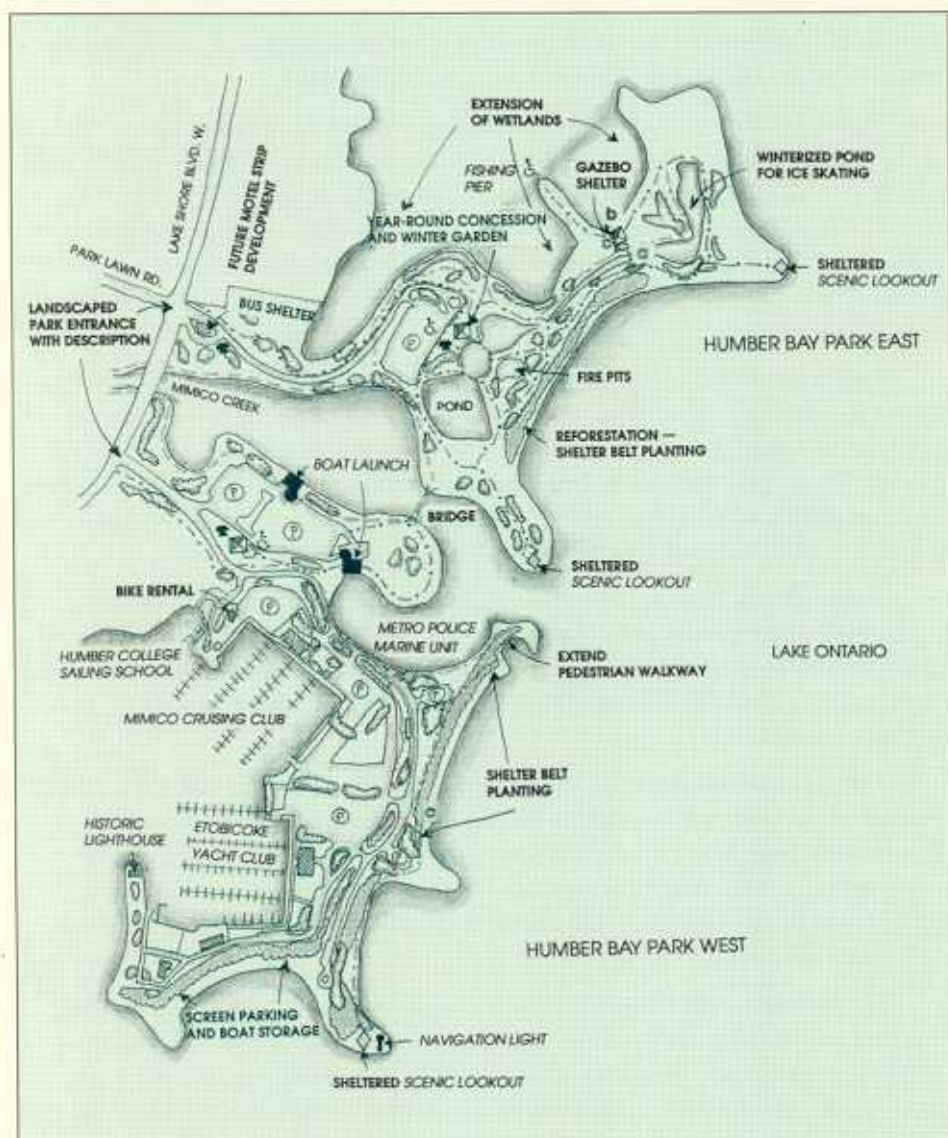 EXTENSION
OF WETLANDS
LAKE SHORE BLVD. W.
FUTURE MOTEL STRIP
DEVELOPMENT
FISHING
PIER
GAZEBO
SHELTER
WINTERIZED POND
FOR ICE SKATING
b
YEAR-ROUND CONCESSION
AND WINTER GARDEN
PARK LAWN RD.
SHELTERED
SCENIC LOOKOUT
LANDSCAPED
PARK ENTRANCE
WITH DESCRIPTION
BUS SHELTER
P
HUMBER BAY PARK EAST
FIRE PITS
MIMICO CREEK
POND
REFORESTATION —
SHELTER BELT PLANTING
BOAT LAUNCH
P
P
BRIDGE
SHELTERED
SCENIC LOOKOUT
BIKE RENTAL
P
METRO POLICE
MARINE UNIT
HUMBER COLLEGE
SAILING SCHOOL
EXTEND
PEDESTRIAN WALKWAY
LAKE ONTARIO
P
P
MIMICO CRUISING CLUB
SHELTER BELT
PLANTING
P
HISTORIC
LIGHTHOUSE
ETOBICOKE
YACHT CLUB
HUMBER BAY PARK WEST
SCREEN PARKING
AND BOAT STORAGE
NAVIGATION LIGHT
SHELTERED SCENIC LOOKOUT